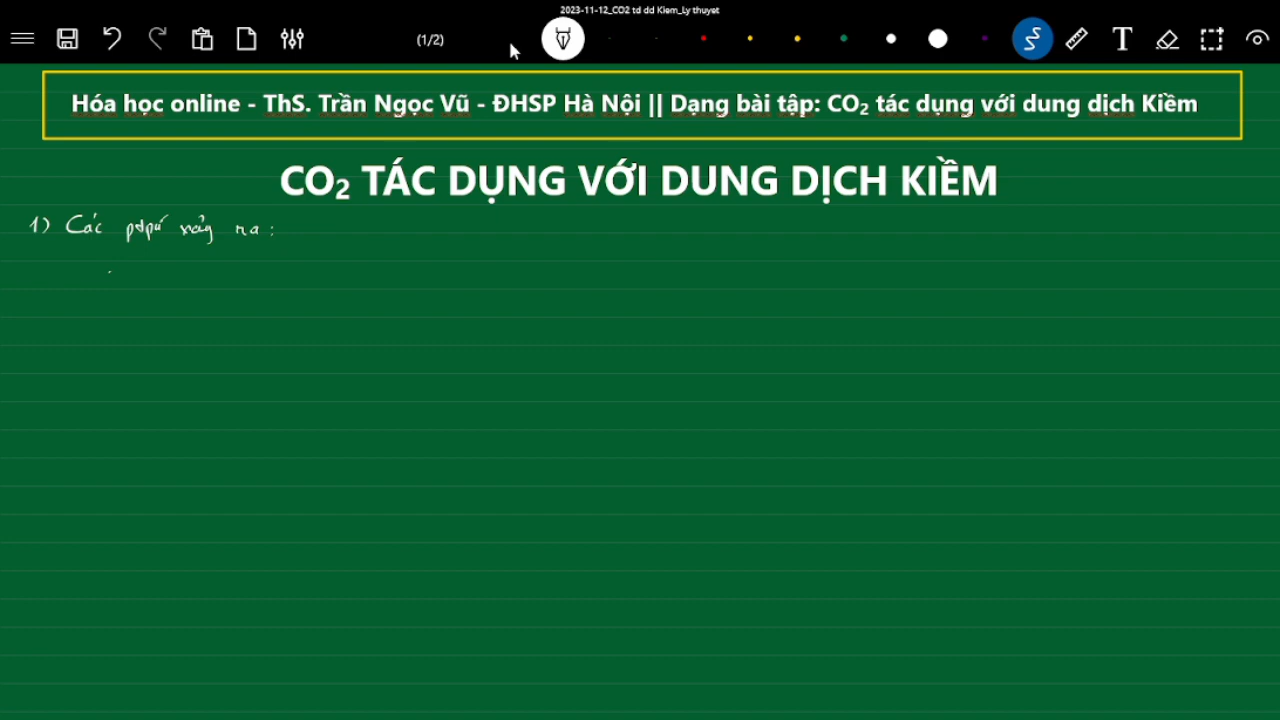 2023-11-12_CO2 td dd Kiem_Ly thuyet
(1/2)
T
Hóa học online - ThS. Trần Ngọc Vũ - ĐHSP Hà Nội || Dạng bài tập: CO₂ tác dụng với dung dịch Kiềm
CO₂ TÁC DỤNG VỚI DUNG DỊCH KIỀM
1) Các ptpứ xảy ra :